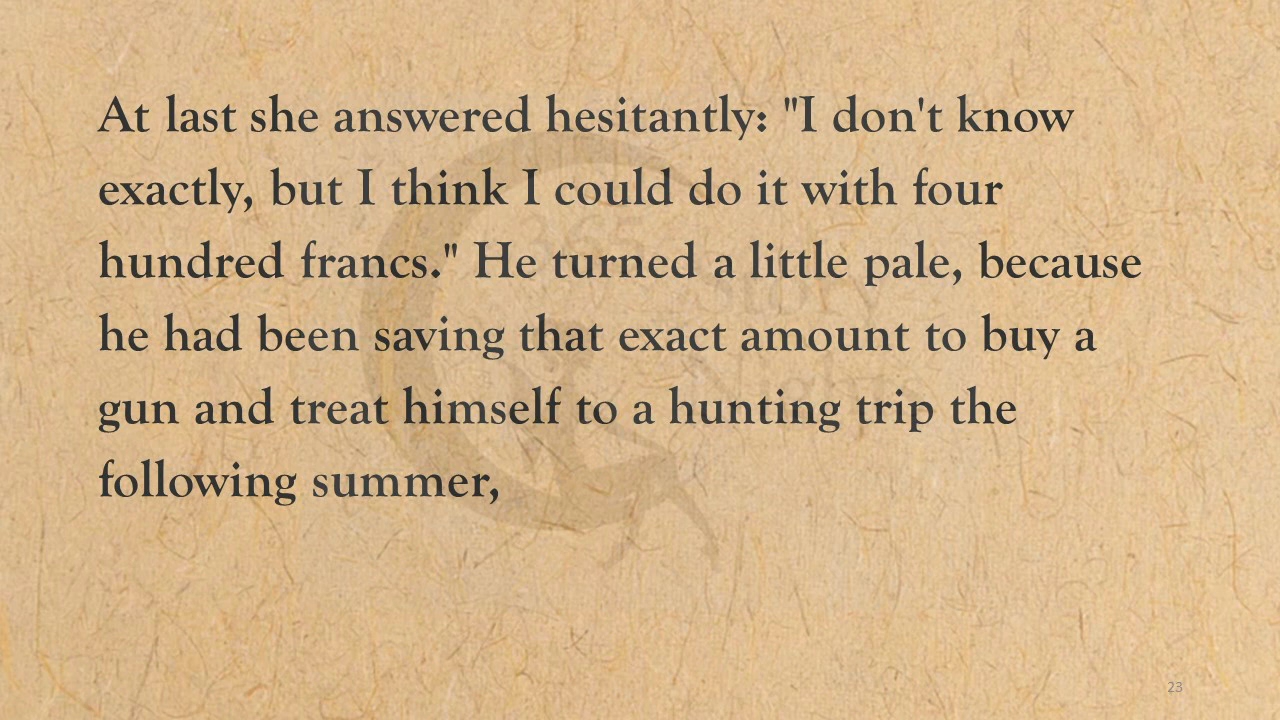 At last she answered hesitantly: "I don't know
exactly, but I think I could do it with four
hundred francs." He turned a little pale, because
he had been saving that exact amount to buy a
gun and treat himself to a hunting trip the
following summer,
23